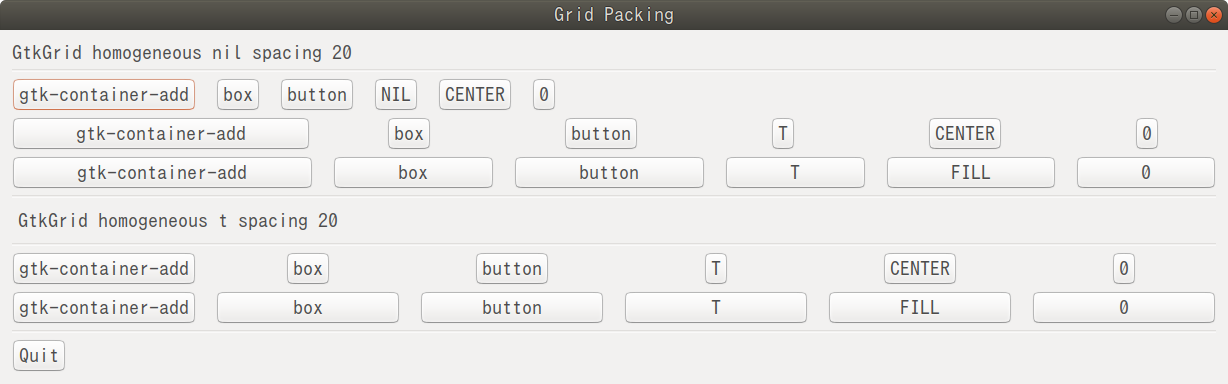 Grid Packing
GtkGrid homogeneous nil spacing 20
gtk-container-add box button NIL CENTER 0
gtk-container-add box button T CENTER 0
gtk-container-add box button T FILL 0
GtkGrid homogeneous t spacing 20
gtk-container-add box button T CENTER 0
gtk-container-add box button T FILL 0
Quit